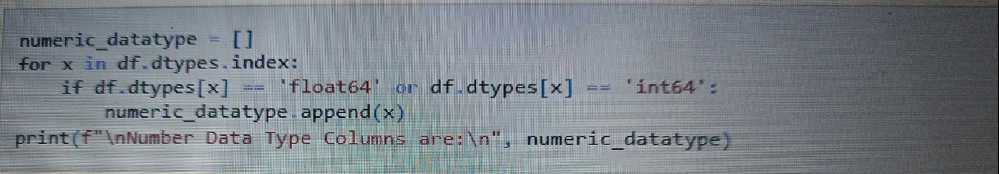 numeric_datatype = []
for x in df.dtypes.index:
    if df.dtypes[x] == 'float64' or df.dtypes[x] == 'int64':
        numeric_datatype.append(x)
print(f"\nNumber Data Type Columns are:\n", numeric_datatype)